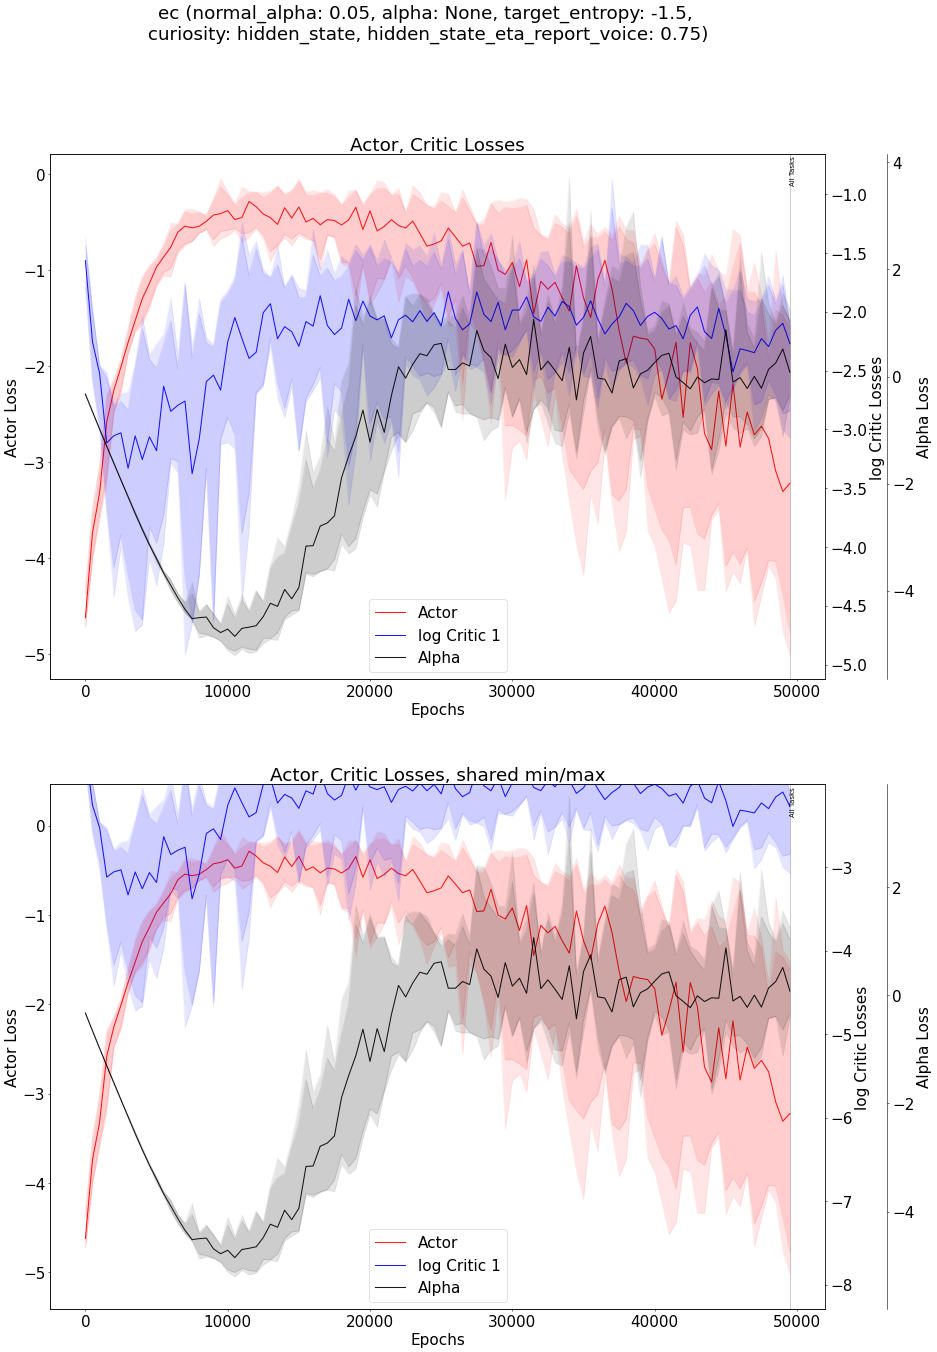 ec (normal_alpha: 0.05, alpha: None, target_entropy: -1.5,
curiosity: hidden_state, hidden_state_eta_report_voice: 0.75)
Actor, Critic Losses
All Tasks
0
−1
−2
−3
−4
−5
Actor Loss
−1.0
−1.5
−2.0
−2.5
−3.0
−3.5
−4.0
−4.5
−5.0
log Critic Losses
4
2
0
−2
−4
Alpha Loss
Actor
log Critic 1
Alpha
0
10000
20000
30000
40000
50000
Epochs
Actor, Critic Losses, shared min/max
All Tasks
0
−1
−2
−3
−4
−5
Actor Loss
−3
−4
−5
−6
−7
−8
log Critic Losses
2
0
−2
−4
Alpha Loss
Actor
log Critic 1
Alpha
0
10000
20000
30000
40000
50000
Epochs